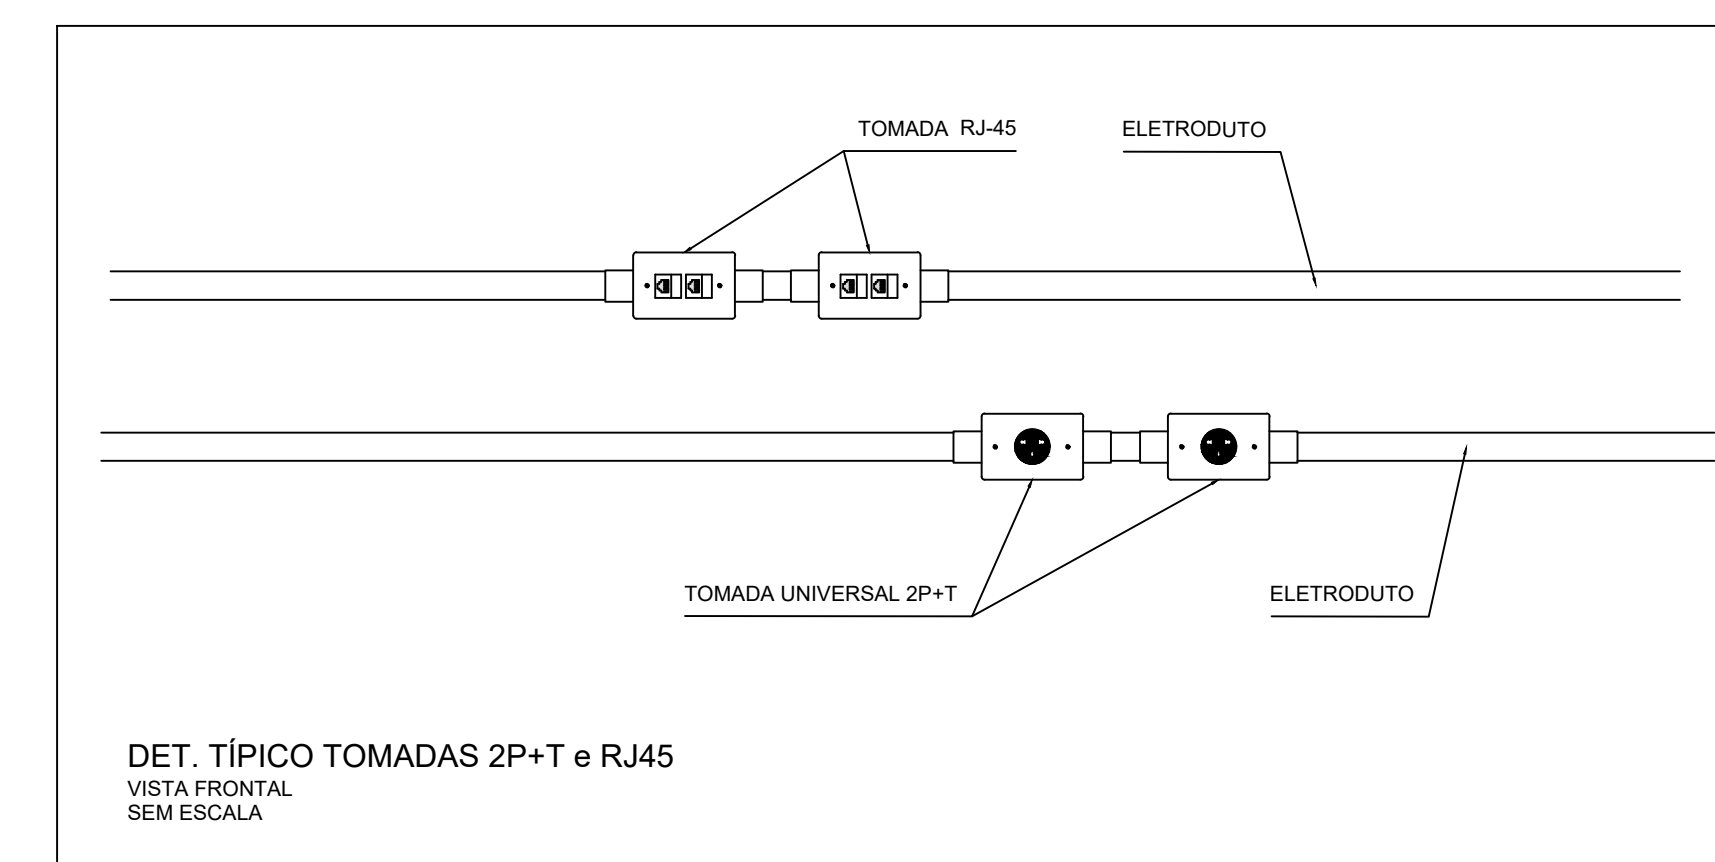 TOMADA RJ-45
ELETRODUTO
TOMADA UNIVERSAL 2P+T
ELETRODUTO
DET. TÍPICO TOMADAS 2P+T e RJ45
VISTA FRONTAL
SEM ESCALA